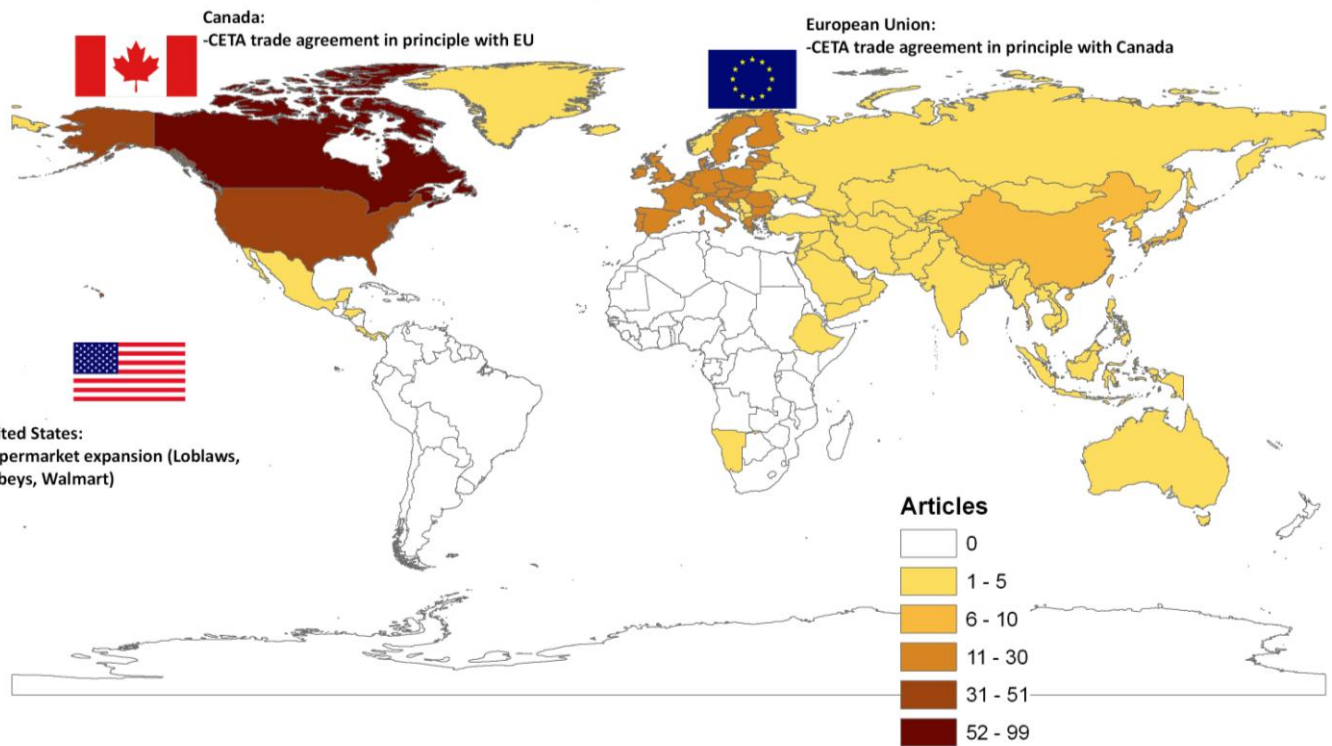 Canada:
-CETA trade agreement in principle with EU
European Union:
-CETA trade agreement in principle with Canada
ited States:
permarket expansion (Loblaws,
beys, Walmart)
Articles
0
1 - 5
6 - 10
11 - 30
31 - 51
52 - 99